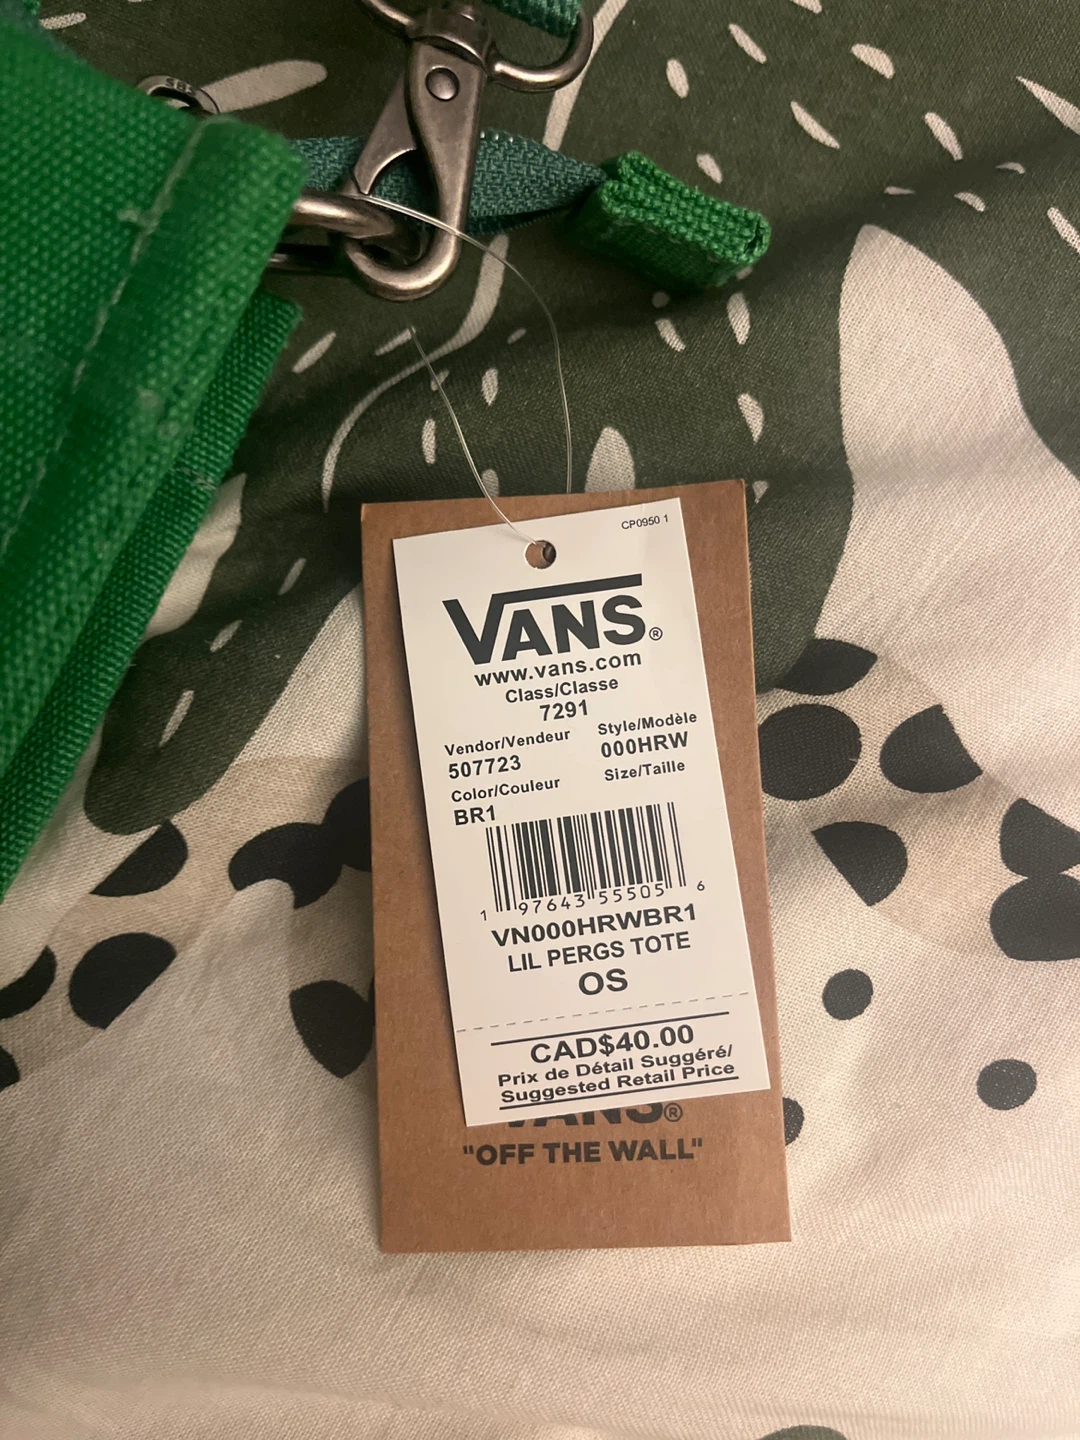 SBS
CP0950 1
VANS®
www.vans.com
Class/Classe
7291
Vendor/Vendeur Style/Modèle
507723 000HRW
Color/Couleur Size/Taille
BR1
1 97643 55505 6
VN000HRWBR1
LIL PERGS TOTE
OS
CAD$40.00
Prix de Détail Suggéré/
Suggested Retail Price
VANS®
"OFF THE WALL"